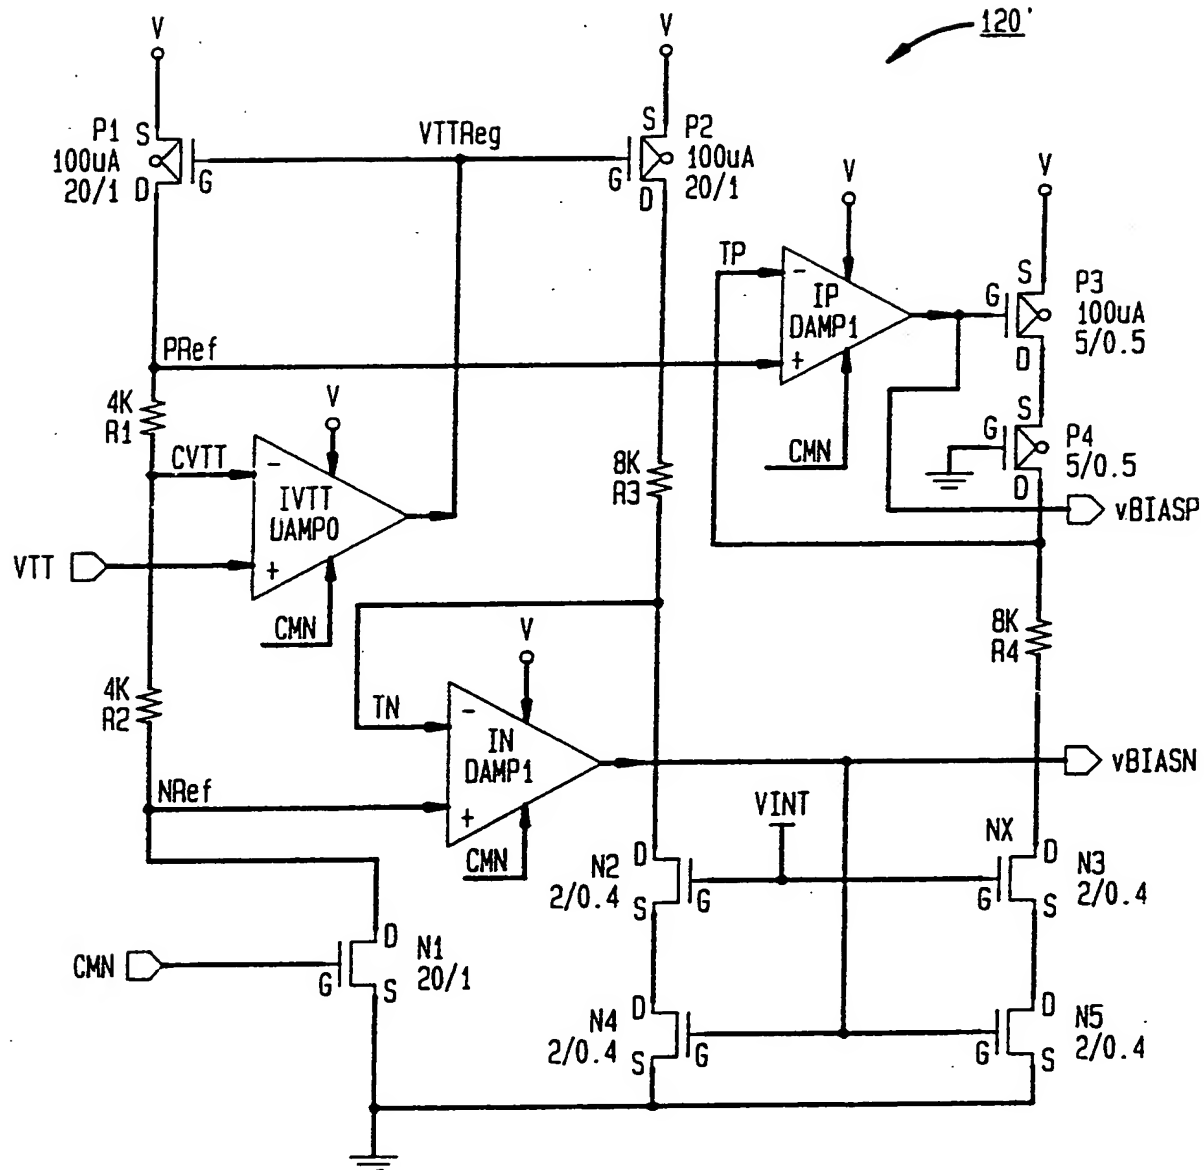 120'
V
V
P1
100uA
20/1
S
D
G
VTTReg
S
G
D
P2
100uA
20/1
V
V
TP
-
IP
DAMP1
+
CMN
S
G
D
P3
100uA
5/0.5
PRef
4K
R1
V
CVTT
-
IVTT
DAMP0
+
VTT
CMN
8K
R3
S
G
D
P4
5/0.5
vBIASP
4K
R2
V
TN
-
IN
DAMP1
+
8K
R4
vBIASN
NRef
CMN
VINT
NX
N2
2/0.4
D
S
G
D
G
S
N3
2/0.4
CMN
D
G
S
N1
20/1
N4
2/0.4
D
S
G
D
G
S
N5
2/0.4